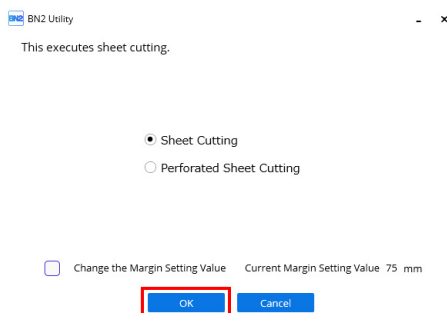 BN2 BN2 Utility
This executes sheet cutting.
Sheet Cutting
Perforated Sheet Cutting
Change the Margin Setting Value Current Margin Setting Value 75 mm
OK Cancel